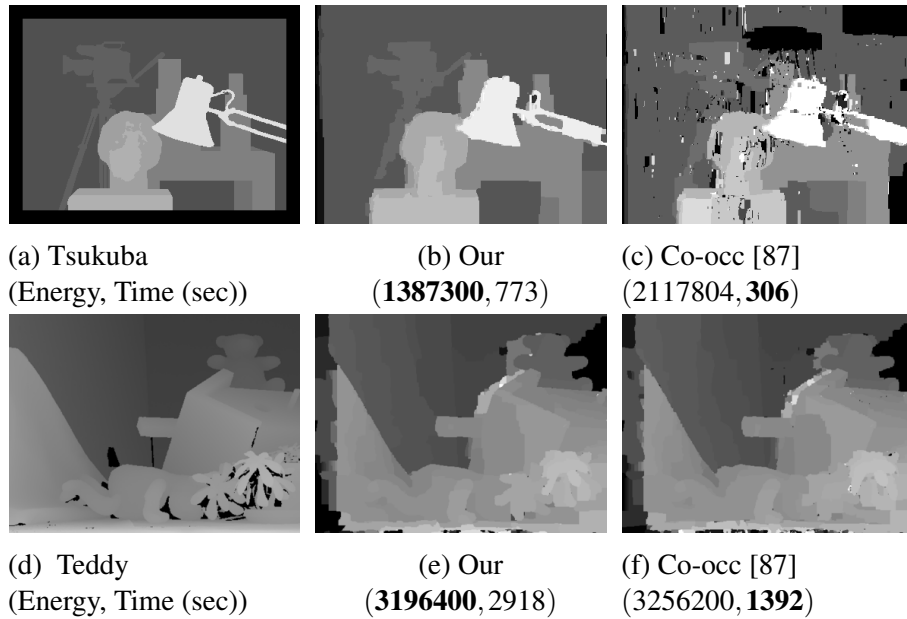 (a) Tsukuba
(Energy, Time (sec))
(b) Our
(1387300, 773)
(c) Co-occ [87]
(2117804, 306)
(d) Teddy
(Energy, Time (sec))
(e) Our
(3196400, 2918)
(f) Co-occ [87]
(3256200, 1392)